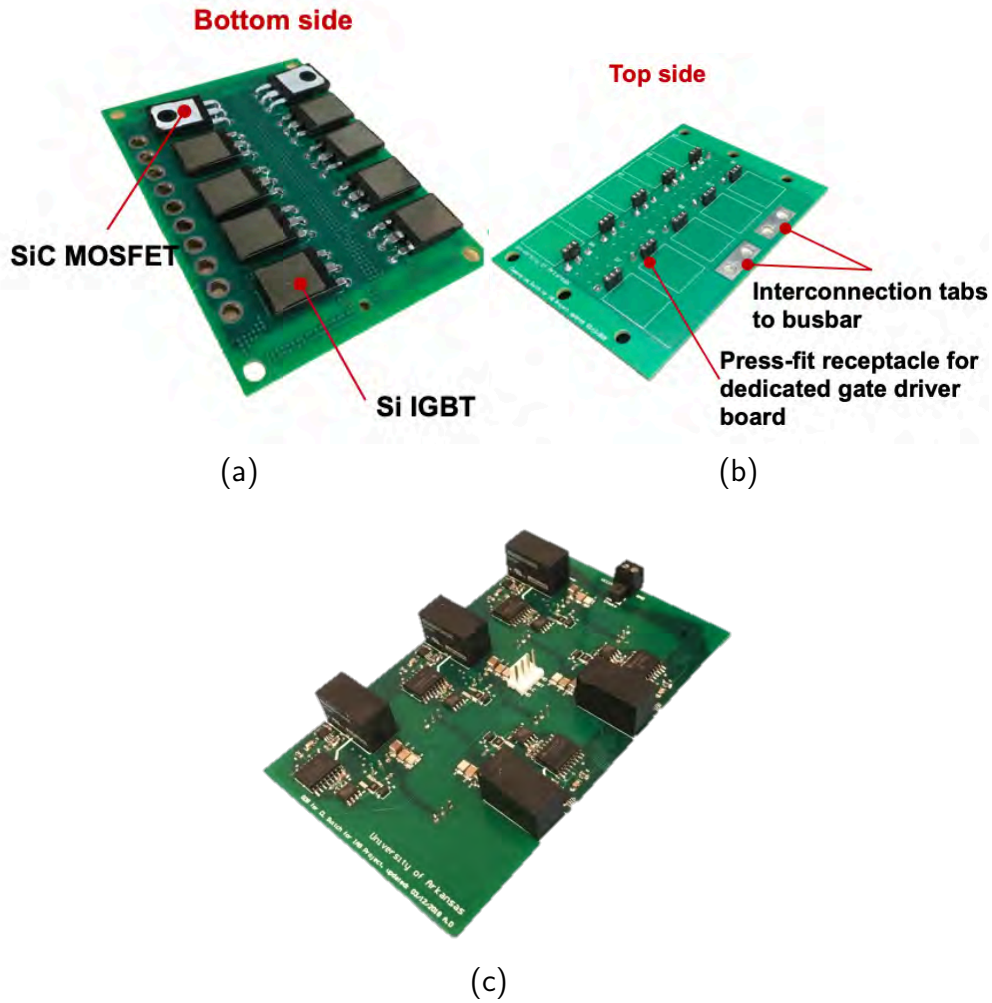 Bottom side
Top side
SiC MOSFET
Si IGBT
Interconnection tabs
to busbar
Press-fit receptacle for
dedicated gate driver
board
(a)
(b)
University of Arkansas
(c)